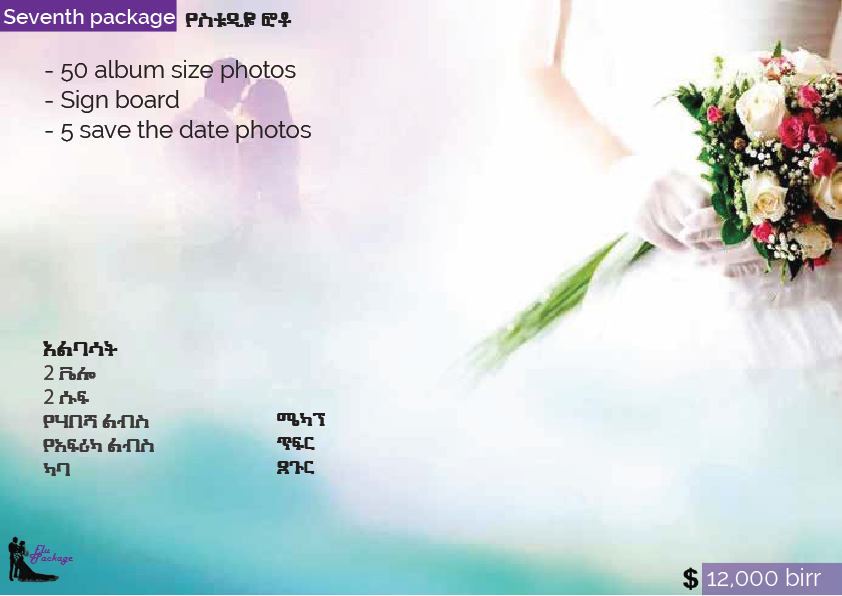 Seventh package
የስቱዲዩ ፎቶ
- 50 album size photos
- Sign board
- 5 save the date photos
አልባሳት
2 ቬሎ
2 ሱፍ
የሃበሻ ልብስ
የአፍሪካ ልብስ
ካባ
ሜካፕ
ጥፍር
ጸጉር
Elu
Package
$ 12,000 birr